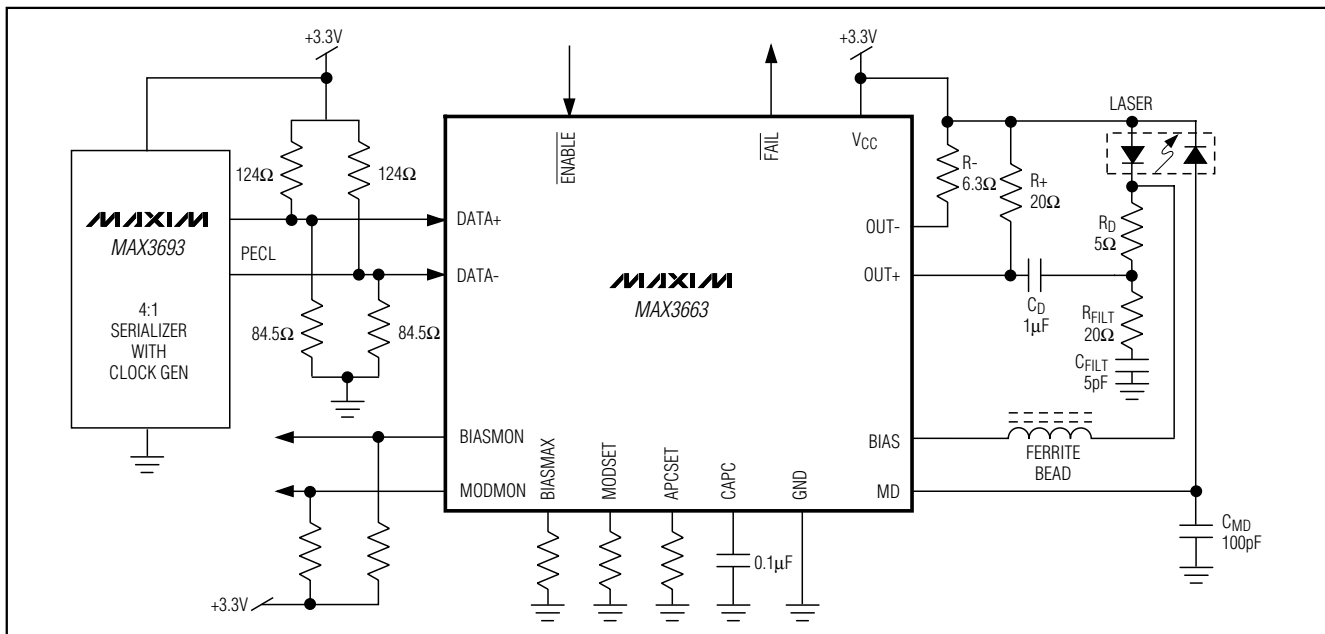 +3.3V
+3.3V
LASER
ENABLE
FAIL
VCC
124Ω
124Ω
R-
6.3Ω
R+
20Ω
MAXIM
MAX3693
DATA+
OUT-
RD
5Ω
PECL
DATA-
MAXIM
MAX3663
OUT+
CD
1µF
4:1
SERIALIZER
WITH
CLOCK GEN
84.5Ω
84.5Ω
RFILT
20Ω
CFILT
5pF
BIASMON
MODMON
BIASMAX
MODSET
APCSET
CAPC
GND
BIAS
MD
FERRITE
BEAD
0.1µF
CMD
100pF
+3.3V